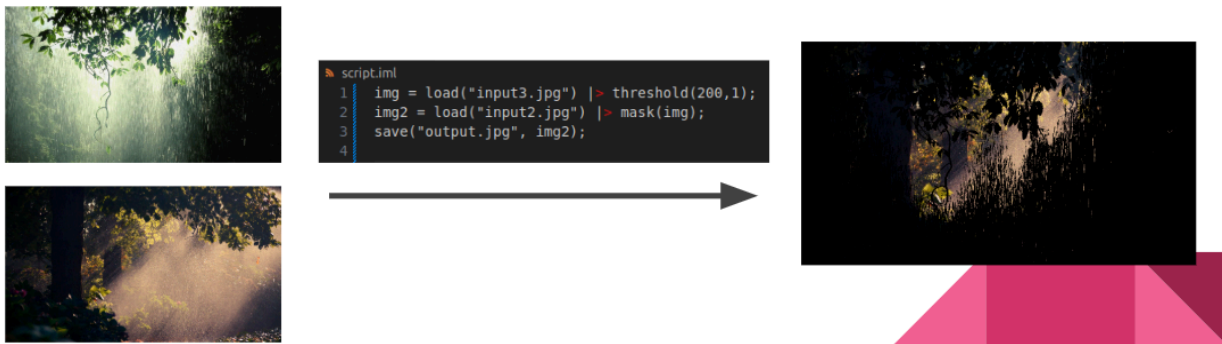 script.iml
1 img = load("input3.jpg") |> threshold(200,1);
2 img2 = load("input2.jpg") |> mask(img);
3 save("output.jpg", img2);
4